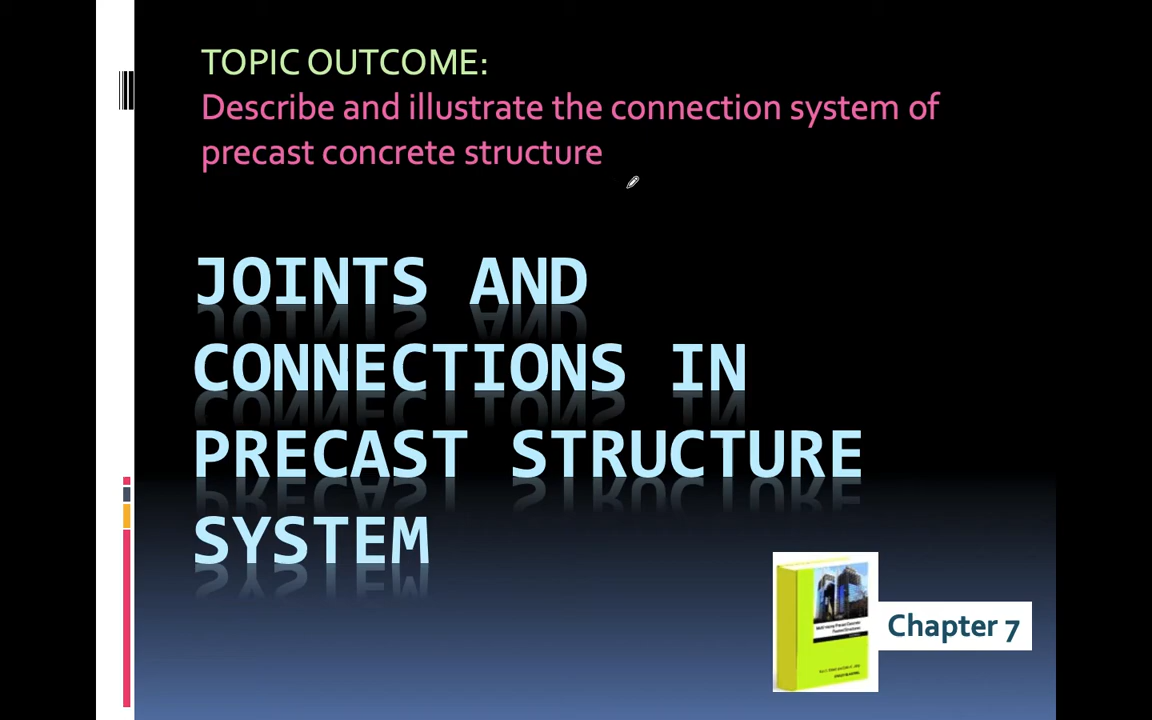 TOPIC OUTCOME:
Describe and illustrate the connection system of
precast concrete structure
JOINTS AND
CONNECTIONS IN
PRECAST STRUCTURE
SYSTEM
Chapter 7